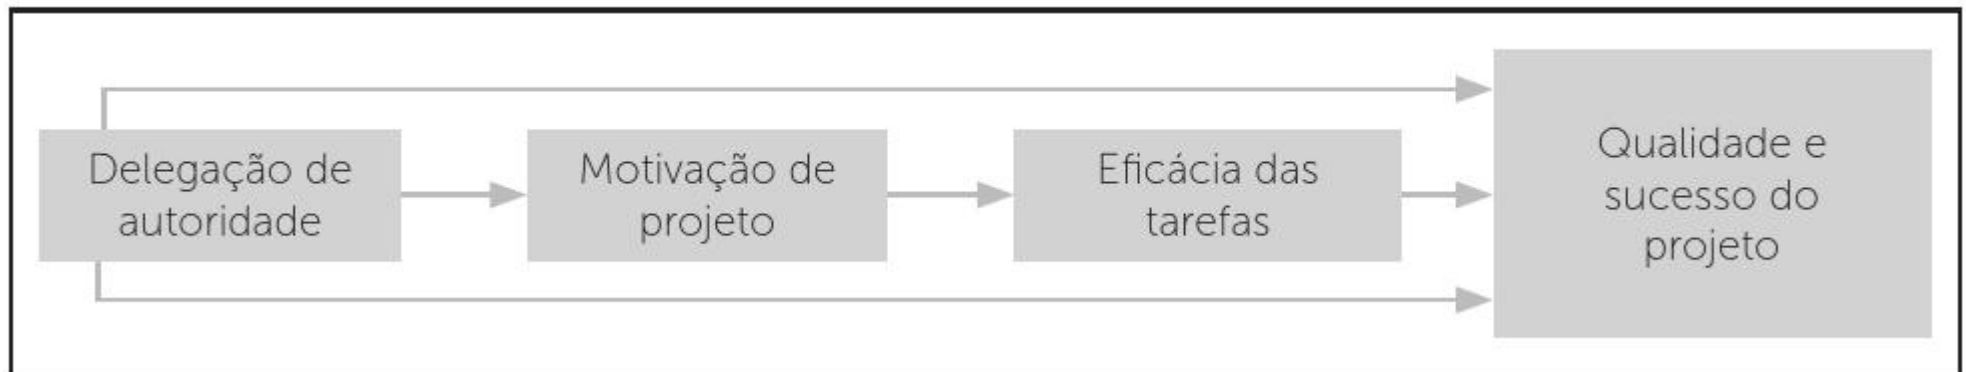 Delegação de
autoridade
Motivação de
projeto
Eficácia das
tarefas
Qualidade e
sucesso do
projeto